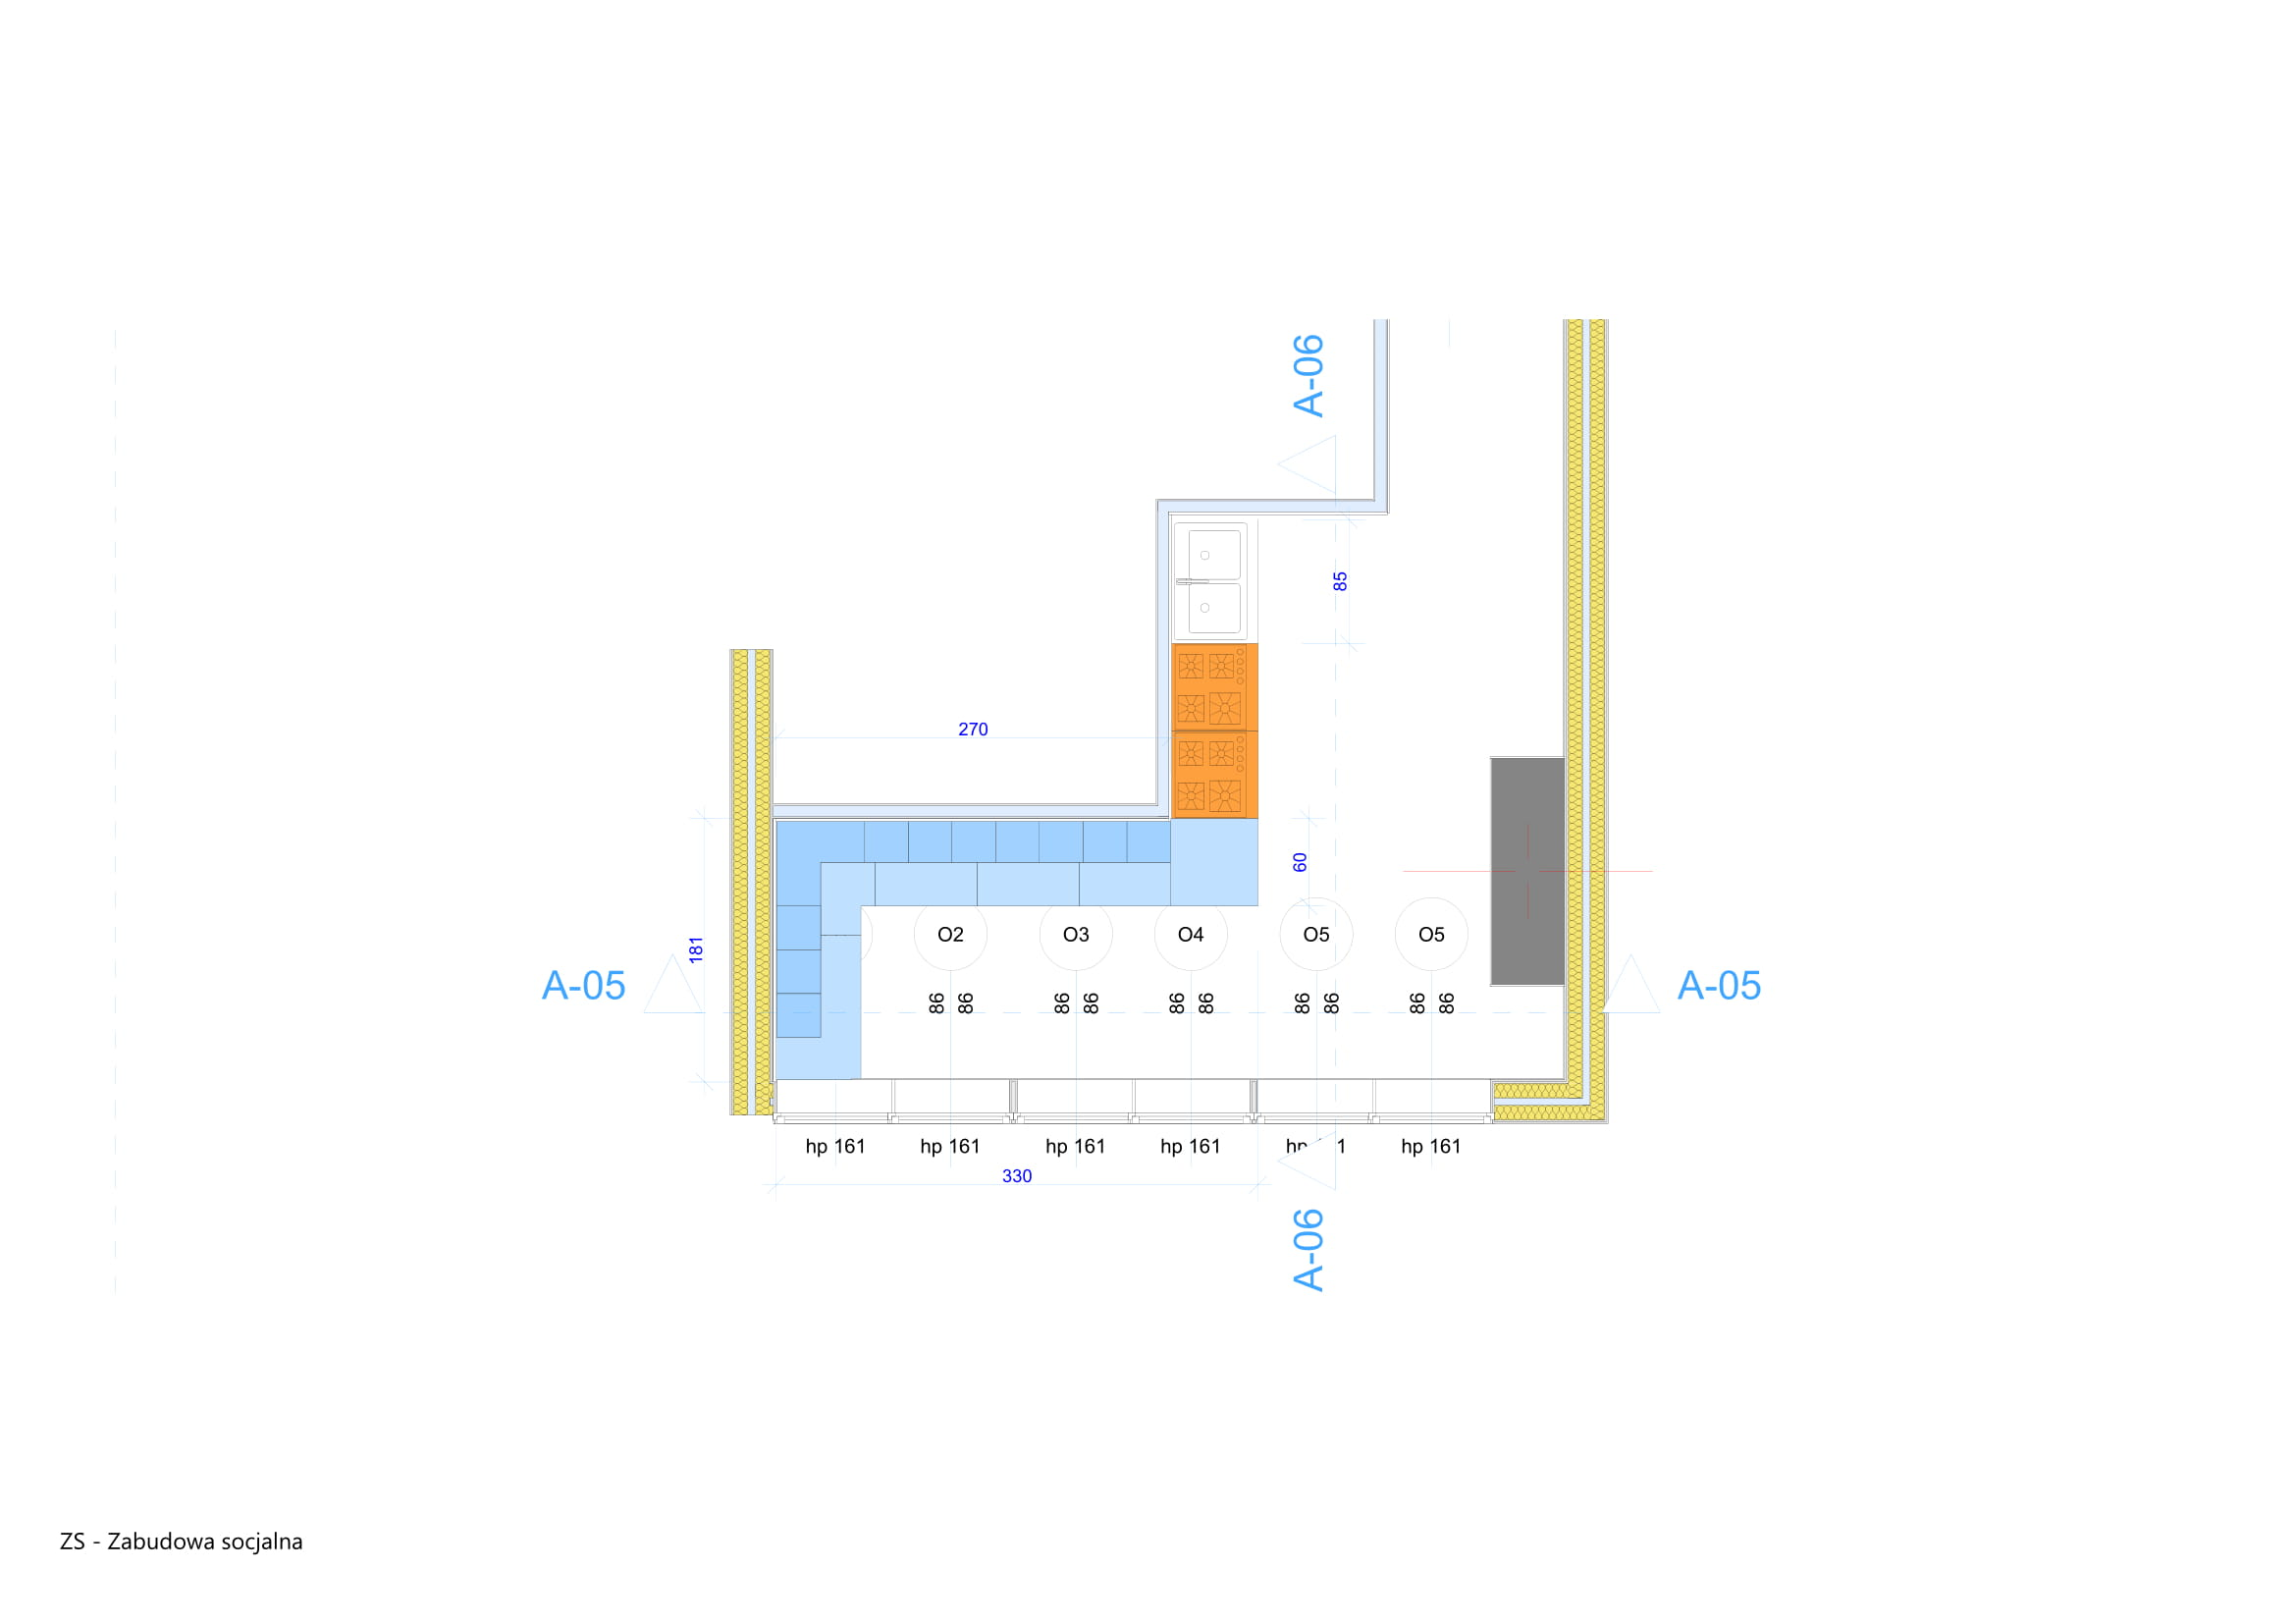 A-06
85
270
60
181
O2
O3
O4
O5
O5
A-05
A-05
86
86
86
86
86
86
86
86
86
86
hp 161
hp 161
hp 161
hp 161
hp 161
330
A-06
ZS - Zabudowa socjalna